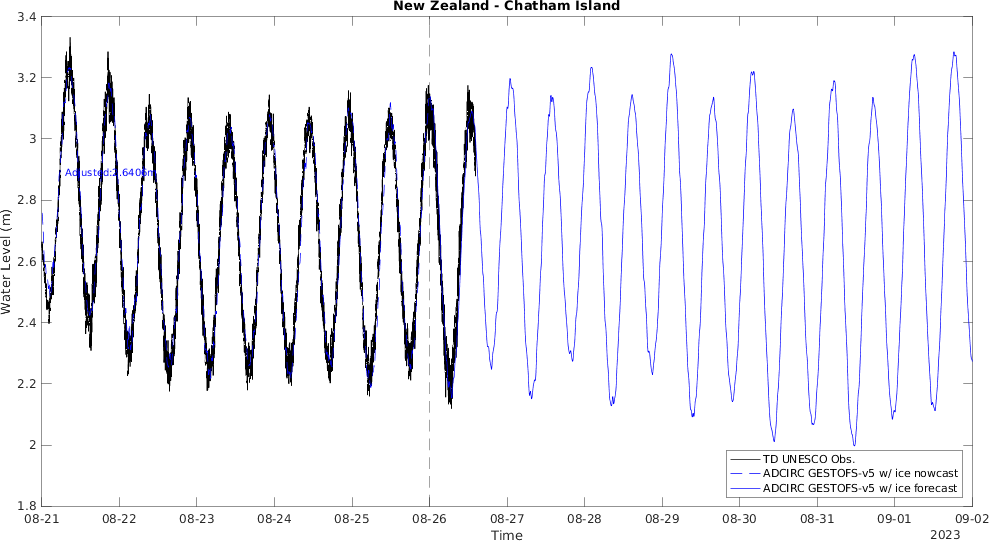 New Zealand - Chatham Island
3.4
3.2
3
2.8
2.6
2.4
2.2
2
1.8
Water Level (m)
Adjusted:2.6406m
TD UNESCO Obs.
ADCIRC GESTOFS-v5 w/ ice nowcast
ADCIRC GESTOFS-v5 w/ ice forecast
08-21 08-22 08-23 08-24 08-25 08-26 08-27 08-28 08-29 08-30 08-31 09-01 09-02
Time
2023